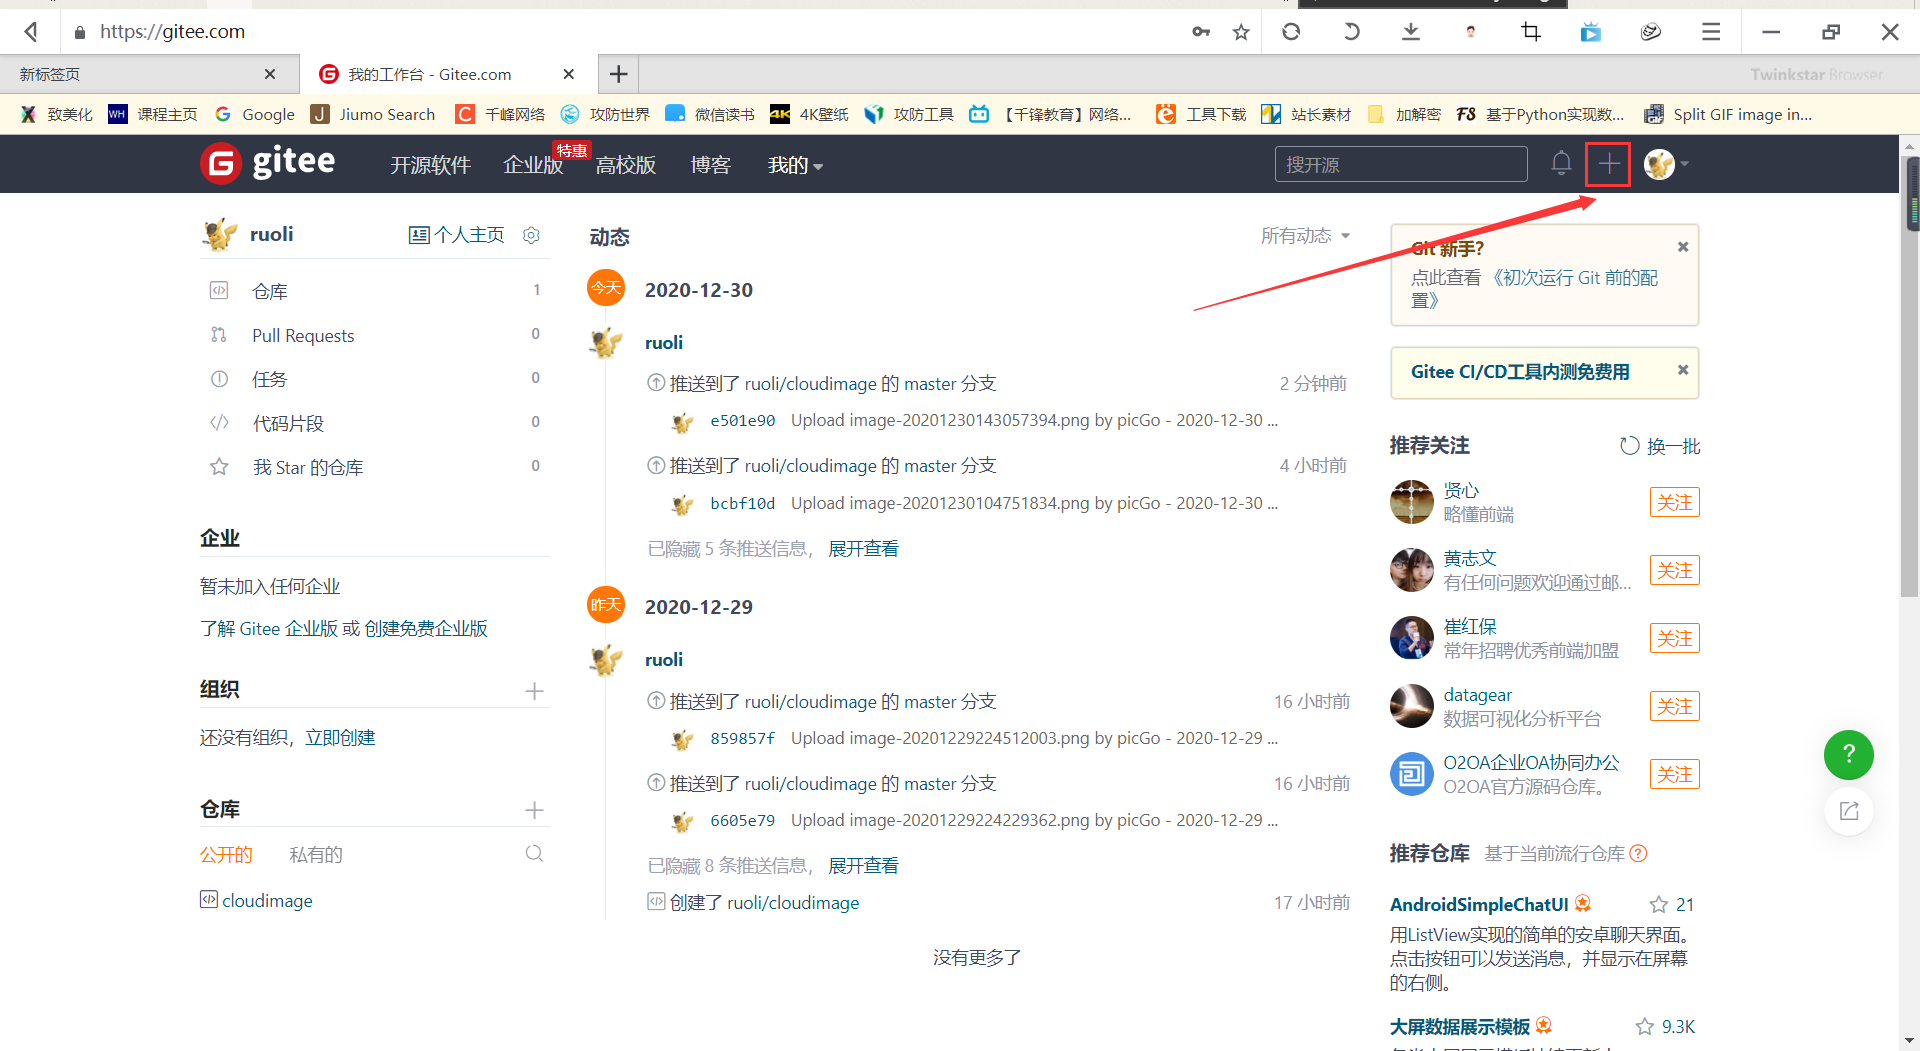 https://gitee.com
新标签页
我的工作台 - Gitee.com
Twinkstar Browser
致美化
WH 课程主页
Google
Jiumo Search
千峰网络
攻防世界
微信读书
4K 4K壁纸
攻防工具
【千锋教育】网络...
工具下载
站长素材
加解密
基于Python实现数...
Split GIF image in...
gitee
开源软件
企业版
特惠
高校版
博客
我的
搜开源
ruoli
个人主页
仓库 1
Pull Requests 0
任务 0
代码片段 0
我 Star 的仓库 0
企业
暂未加入任何企业
了解 Gitee 企业版 或 创建免费企业版
组织
还没有组织，立即创建
仓库
公开的 私有的
cloudimage
动态
所有动态
今天 2020-12-30
ruoli
推送到了 ruoli/cloudimage 的 master 分支 2 分钟前
e501e90 Upload image-20201230143057394.png by picGo - 2020-12-30 ...
推送到了 ruoli/cloudimage 的 master 分支 4 小时前
bcbf10d Upload image-20201230104751834.png by picGo - 2020-12-30 ...
已隐藏 5 条推送信息， 展开查看
昨天 2020-12-29
ruoli
推送到了 ruoli/cloudimage 的 master 分支 16 小时前
859857f Upload image-20201229224512003.png by picGo - 2020-12-29 ...
推送到了 ruoli/cloudimage 的 master 分支 16 小时前
6605e79 Upload image-20201229224229362.png by picGo - 2020-12-29 ...
已隐藏 8 条推送信息， 展开查看
创建了 ruoli/cloudimage 17 小时前
没有更多了
Git 新手?
点此查看 《初次运行 Git 前的配
置》
Gitee CI/CD工具内测免费用
推荐关注 换一批
贤心
略懂前端
关注
黄志文
有任何问题欢迎通过邮...
关注
崔红保
常年招聘优秀前端加盟
关注
datagear
数据可视化分析平台
关注
O2OA企业OA协同办公
O2OA官方源码仓库。
关注
推荐仓库 基于当前流行仓库
AndroidSimpleChatUI 21
用ListView实现的简单的安卓聊天界面。
点击按钮可以发送消息，并显示在屏幕
的右侧。
大屏数据展示模板 9.3K